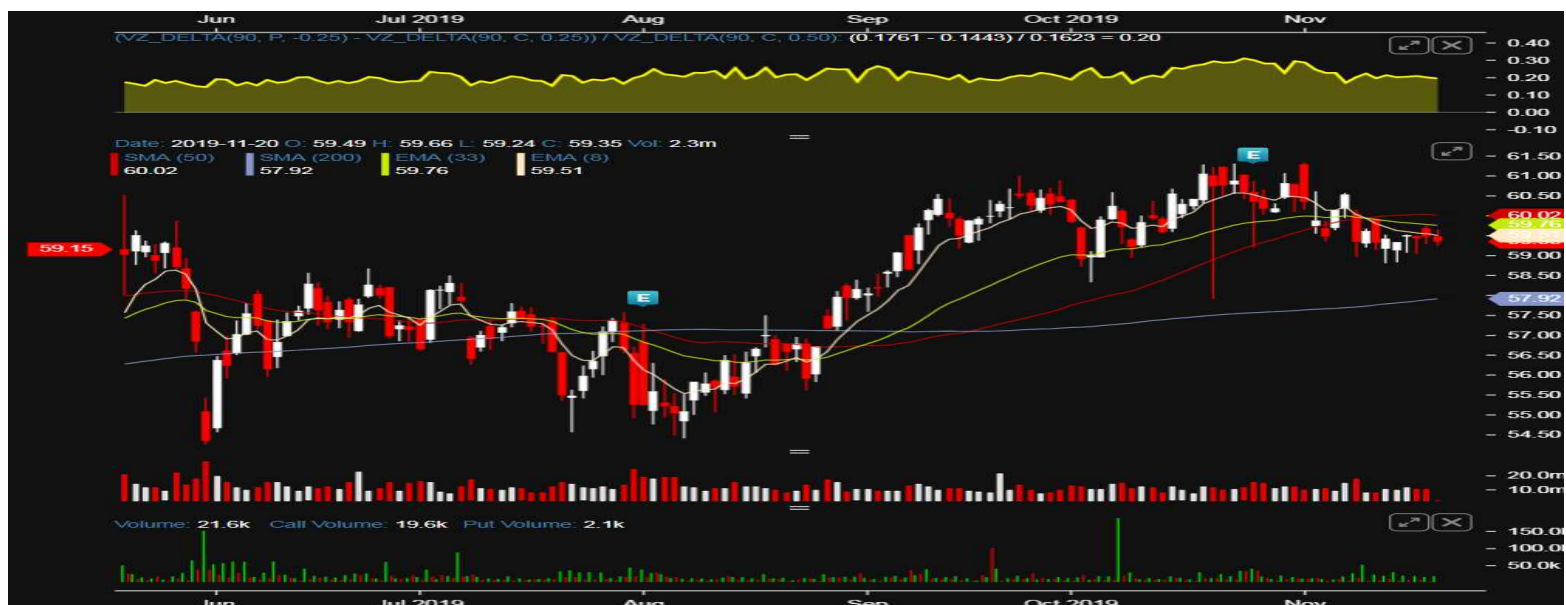 Jun Jul 2019 Aug Sep Oct 2019 Nov
(VZ_DELTA(90, P, -0.25) - VZ_DELTA(90, C, 0.25)) / VZ_DELTA(90, C, 0.50): (0.1761 - 0.1443) / 0.1623 = 0.20
0.40
0.30
0.20
0.10
0.00
-0.10
Date: 2019-11-20 O: 59.49 H: 59.66 L: 59.24 C: 59.35 Vol: 2.3m
SMA (50) SMA (200) EMA (33) EMA (8)
60.02 57.92 59.76 59.51
E
61.50
61.00
60.50
60.02
59.76
59.15
59.00
58.50
57.92
E
57.50
57.00
56.50
56.00
55.50
55.00
54.50
20.0m
10.0m
Volume: 21.6k Call Volume: 19.6k Put Volume: 2.1k
150.0
100.0
50.0k
Jun Jul 2019 Aug Sep Oct 2019 Nov